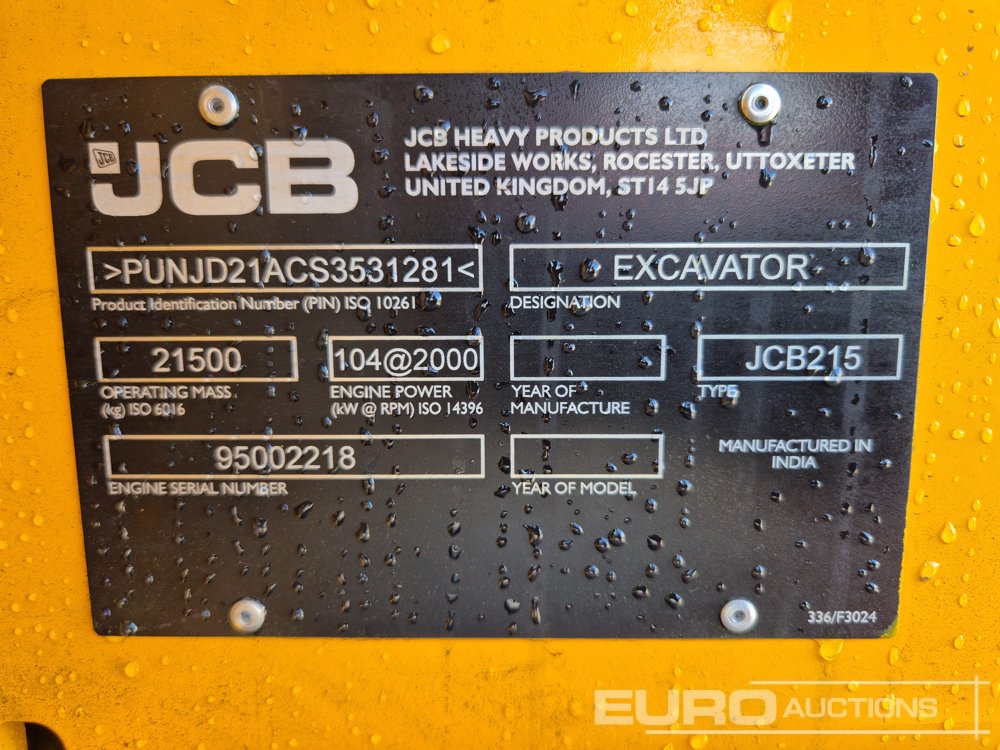 JCB
JCB
JCB HEAVY PRODUCTS LTD
LAKESIDE WORKS, ROCESTER, UTTOXETER
UNITED KINGDOM, ST14 5JP
>PUNJD21ACS3531281<
Product Identification Number (PIN) ISO 10261
EXCAVATOR
DESIGNATION
21500
OPERATING MASS
(kg) ISO 6016
104@2000
ENGINE POWER
(kW @ RPM) ISO 14396
YEAR OF
MANUFACTURE
JCB215
TYPE
95002218
ENGINE SERIAL NUMBER
YEAR OF MODEL
MANUFACTURED IN
INDIA
336/F3024
EURO AUCTIONS